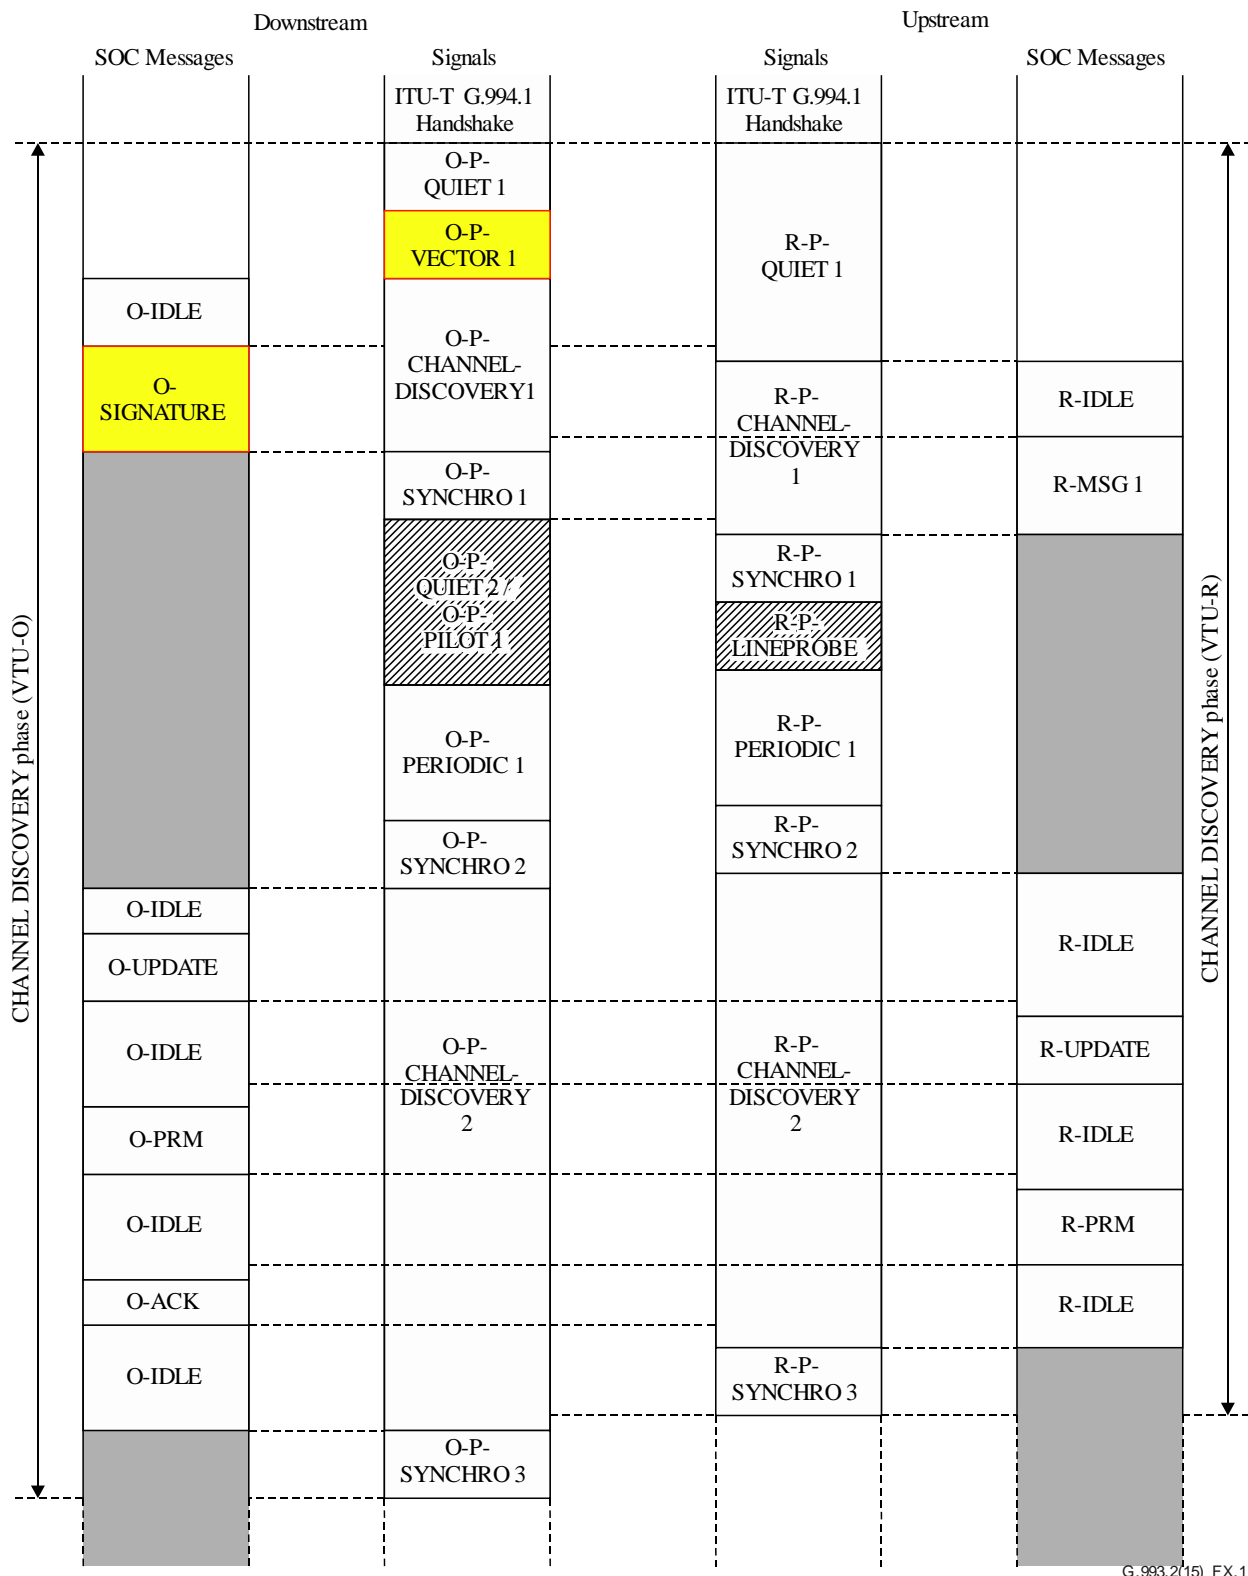 Downstream
Upstream
SOC Messages
Signals
Signals
SOC Messages
ITU-T G.994.1
Handshake
ITU-T G.994.1
Handshake
O-P-
QUIET 1
O-P-
VECTOR 1
R-P-
QUIET 1
O-IDLE
O-P-
CHANNEL-
DISCOVERY1
O-
SIGNATURE
R-P-
CHANNEL-
DISCOVERY
1
R-IDLE
O-P-
SYNCHRO 1
R-MSG 1
O-P-
QUIET 2 /
O-P-
PILOT 1
R-P-
SYNCHRO 1
R-P-
LINEPROBE
O-P-
PERIODIC 1
R-P-
PERIODIC 1
O-P-
SYNCHRO 2
R-P-
SYNCHRO 2
CHANNEL DISCOVERY phase (VTU-O)
CHANNEL DISCOVERY phase (VTU-R)
O-IDLE
O-UPDATE
R-IDLE
O-IDLE
O-P-
CHANNEL-
DISCOVERY
2
R-P-
CHANNEL-
DISCOVERY
2
R-UPDATE
O-PRM
R-IDLE
O-IDLE
R-PRM
O-ACK
R-IDLE
O-IDLE
R-P-
SYNCHRO 3
O-P-
SYNCHRO 3
G.993.2(15)_FX.1